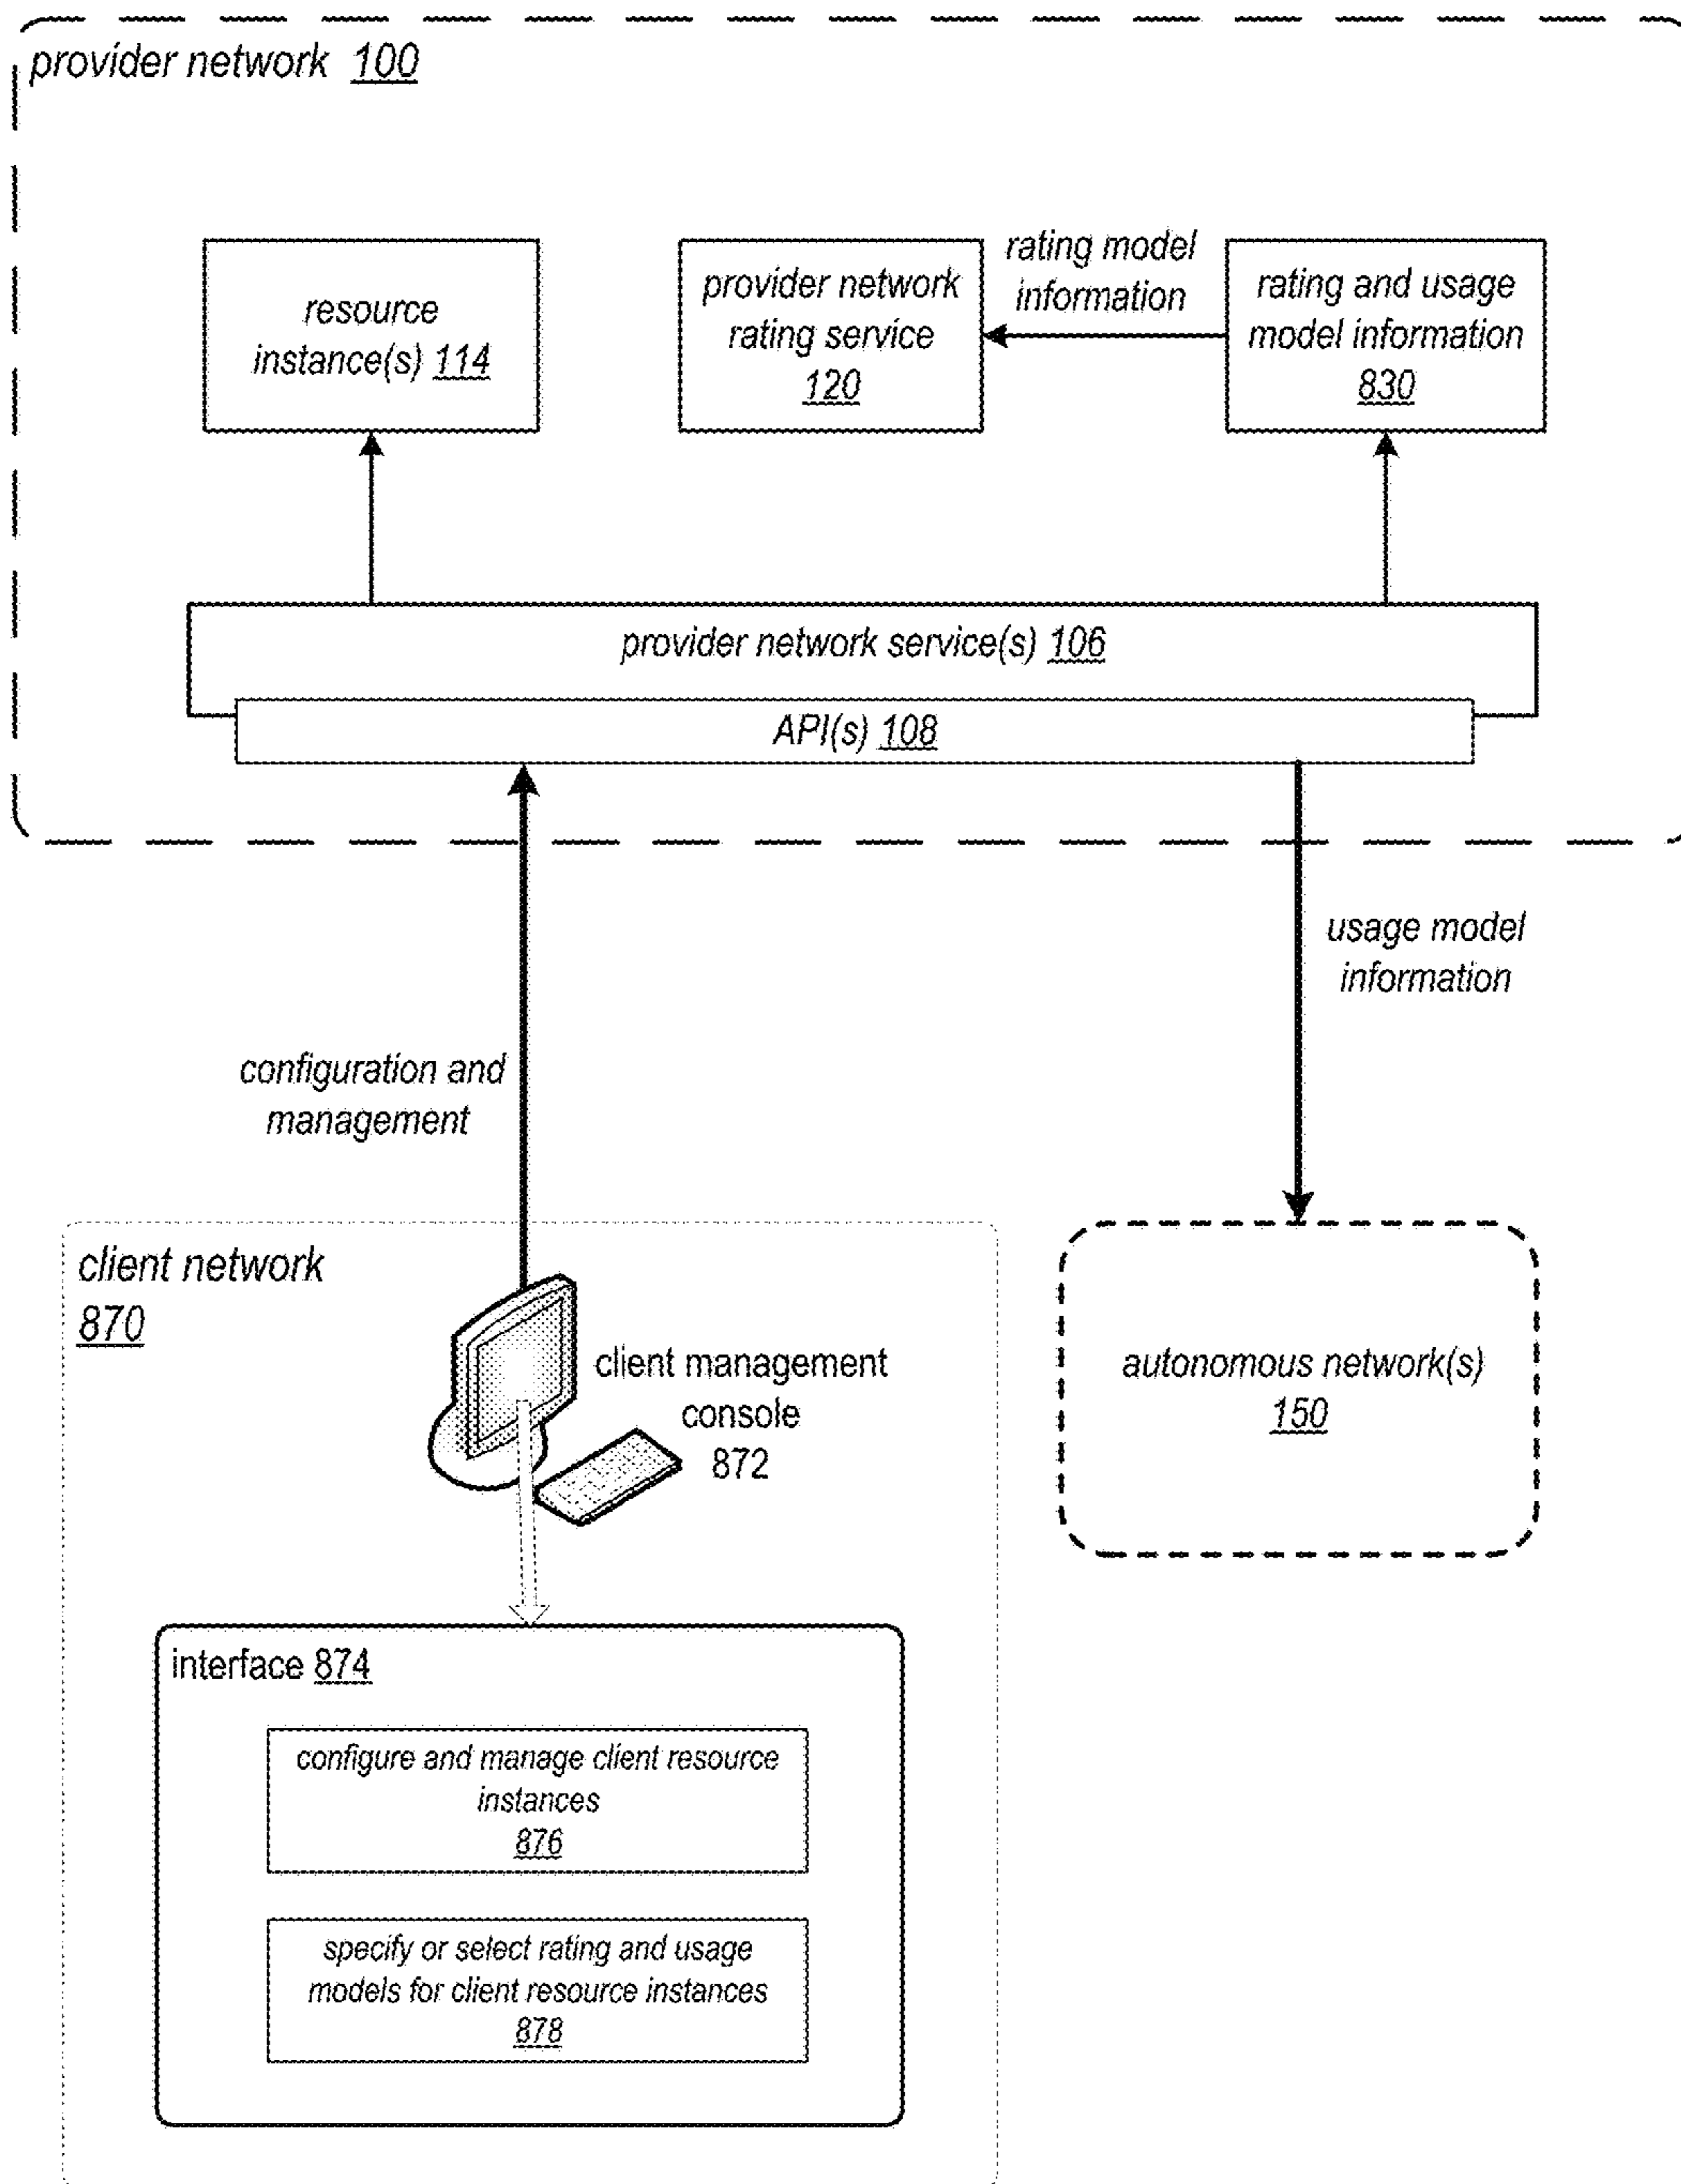 provider network 100
resource
instance(s) 114
provider network
rating service
120
rating model
information
rating and usage
model information
830
provider network service(s) 106
API(s) 108
usage model
information
configuration and
management
client network
870
client management
console
872
autonomous network(s)
150
interface 874
configure and manage client resource
instances
876
specify or select rating and usage
models for client resource instances
878